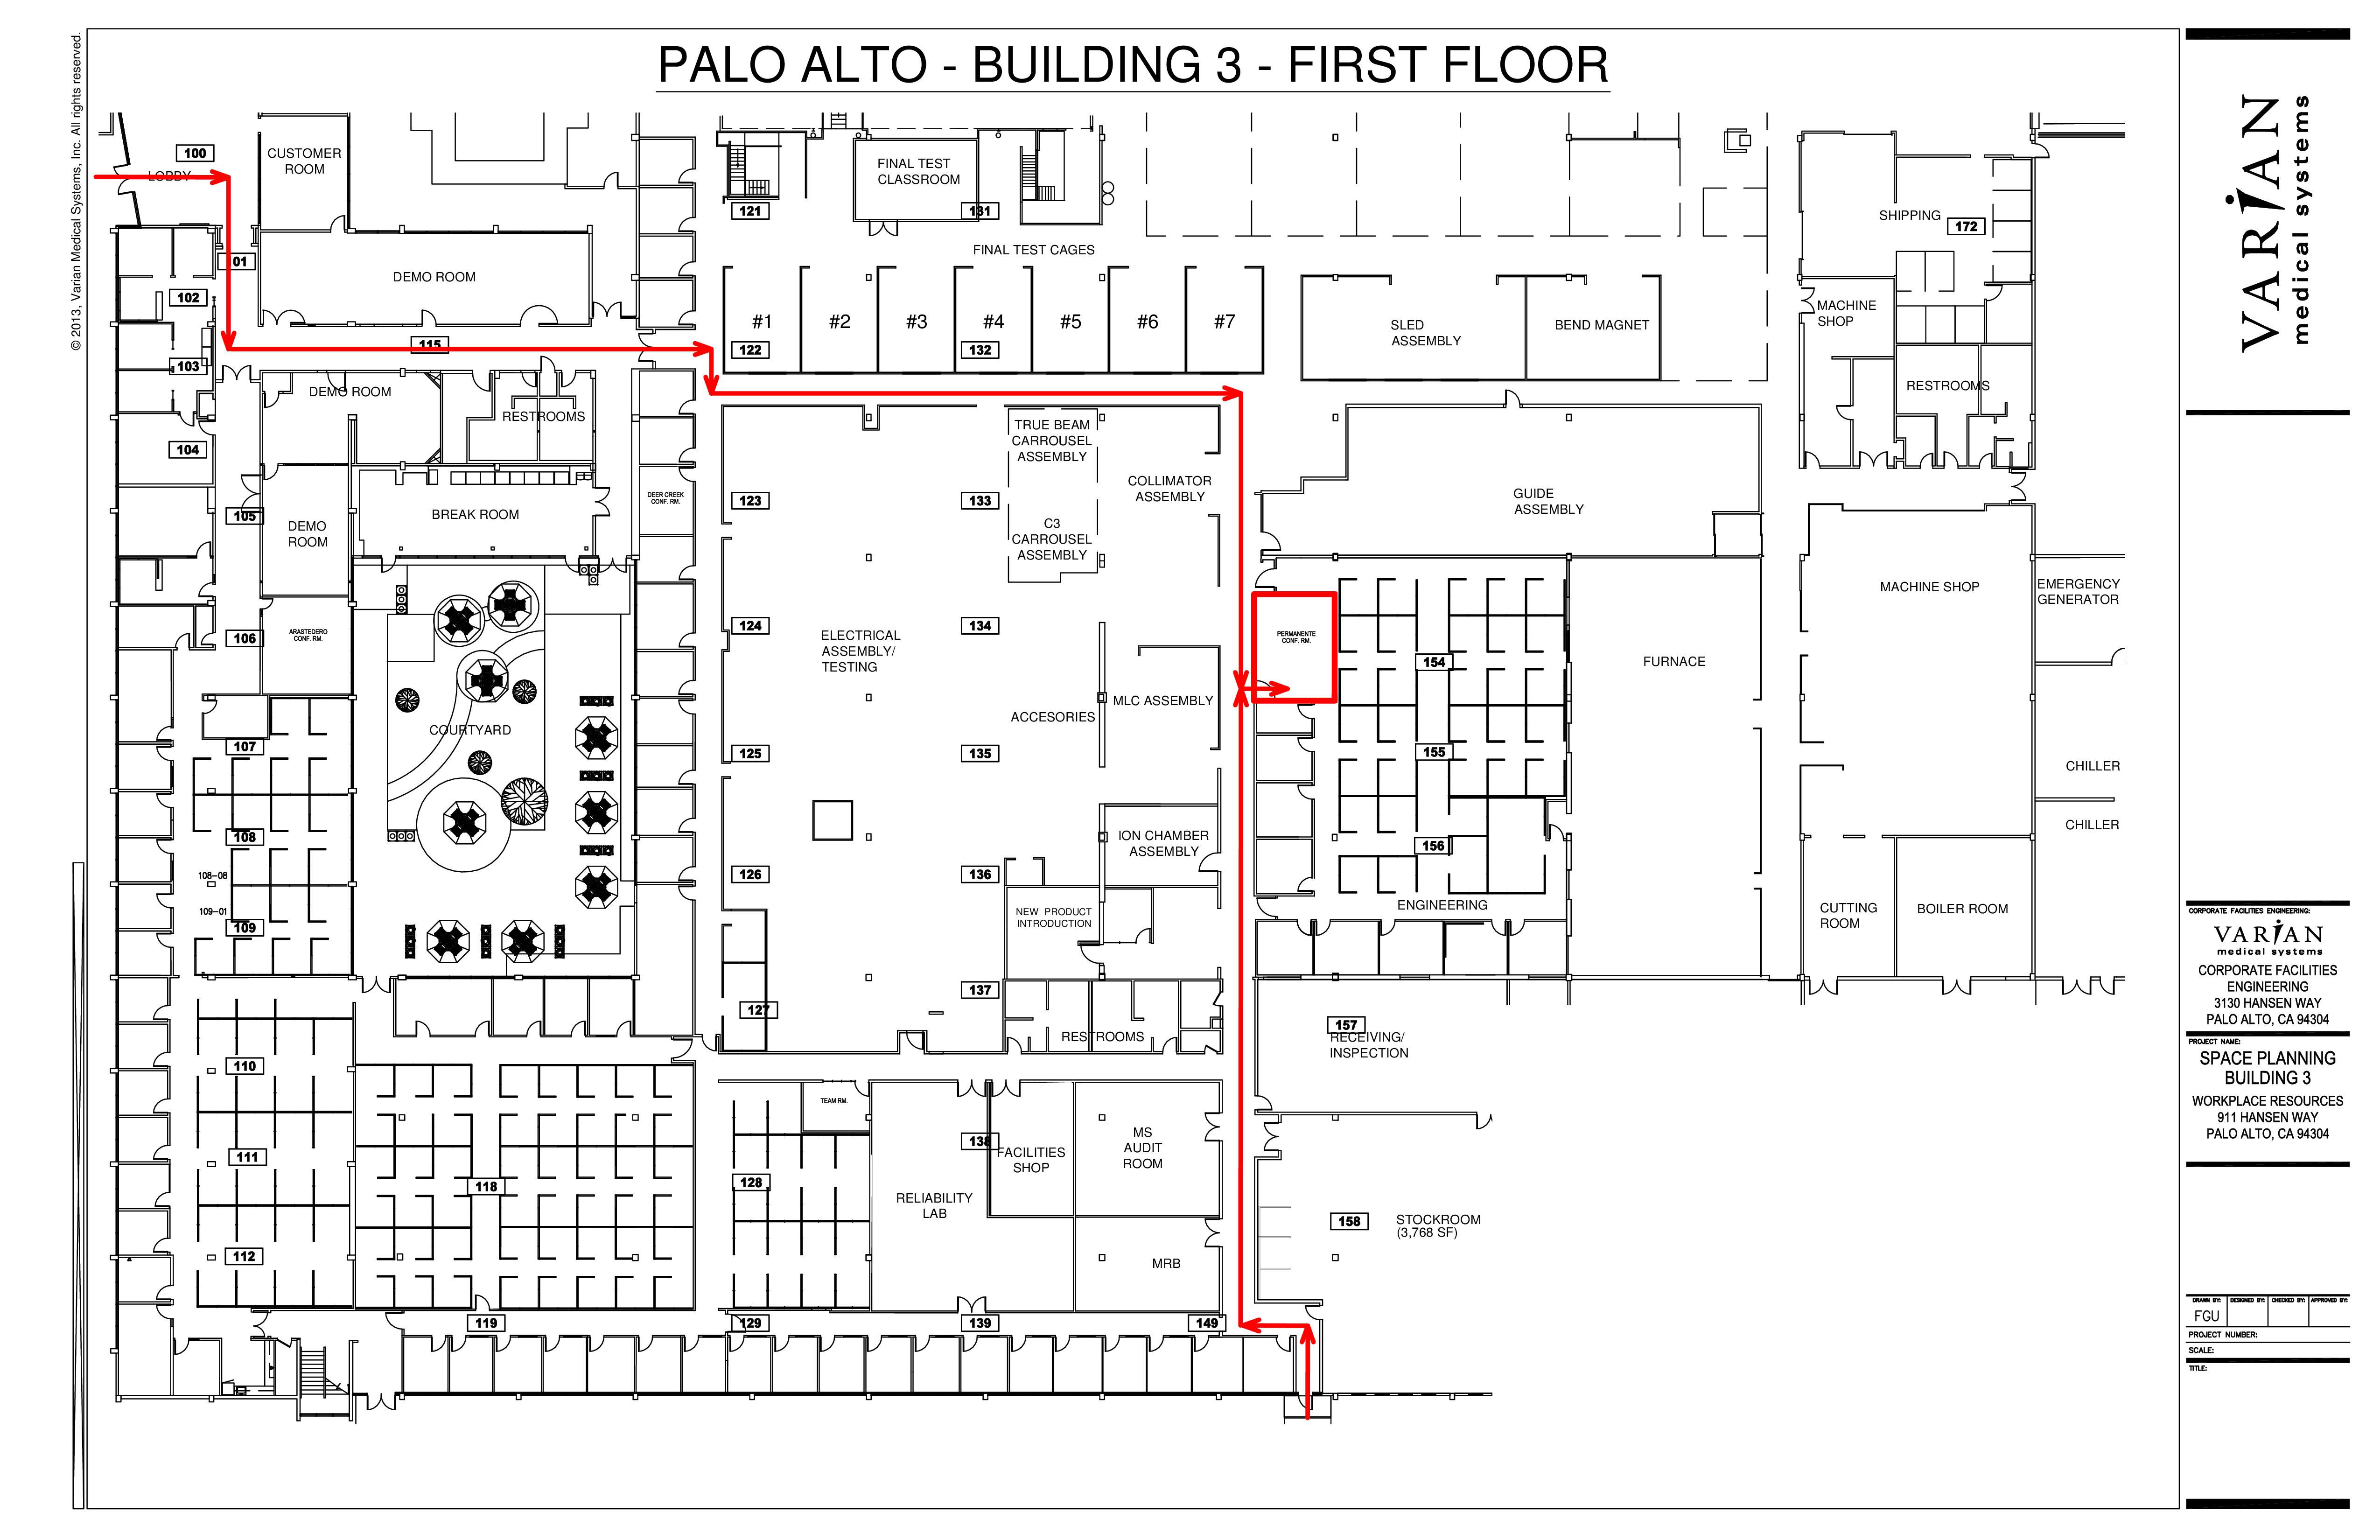 © 2013, Varian Medical Systems, Inc. All rights reserved.
PALO ALTO - BUILDING 3 - FIRST FLOOR
100
LOBBY
CUSTOMER
ROOM
FINAL TEST
CLASSROOM
121
131
SHIPPING
172
01
DEMO ROOM
FINAL TEST CAGES
102
#1
#2
#3
#4
#5
#6
#7
SLED
ASSEMBLY
BEND MAGNET
MACHINE
SHOP
115
122
132
103
DEMO ROOM
RESTROOMS
RESTROOMS
104
TRUE BEAM
CARROUSEL
ASSEMBLY
COLLIMATOR
ASSEMBLY
DEER CREEK
CONF. RM.
123
133
GUIDE
ASSEMBLY
105
DEMO
ROOM
BREAK ROOM
C3
CARROUSEL
ASSEMBLY
MACHINE SHOP
EMERGENCY
GENERATOR
106
ARASTEDERO
CONF. RM.
124
134
ELECTRICAL
ASSEMBLY/
TESTING
PERMANENTE
CONF. RM.
154
FURNACE
COURTYARD
ACCESORIES
MLC ASSEMBLY
107
125
135
155
CHILLER
108
ION CHAMBER
ASSEMBLY
156
CHILLER
108-08
126
136
109-01
109
NEW PRODUCT
INTRODUCTION
ENGINEERING
CUTTING
ROOM
BOILER ROOM
137
127
RESTROOMS
157
RECEIVING/
INSPECTION
110
TEAM RM.
111
118
128
138
FACILITIES
SHOP
MS
AUDIT
ROOM
RELIABILITY
LAB
158
STOCKROOM
(3,768 SF)
112
MRB
119
129
139
149
VARIAN
medical systems
CORPORATE FACILITIES ENGINEERING:
VARIAN
medical systems
CORPORATE FACILITIES
ENGINEERING
3130 HANSEN WAY
PALO ALTO, CA 94304
PROJECT NAME:
SPACE PLANNING
BUILDING 3
WORKPLACE RESOURCES
911 HANSEN WAY
PALO ALTO, CA 94304
DRAWN BY:
DESIGNED BY:
CHECKED BY:
APPROVED BY:
FGU
PROJECT NUMBER:
SCALE:
TITLE: